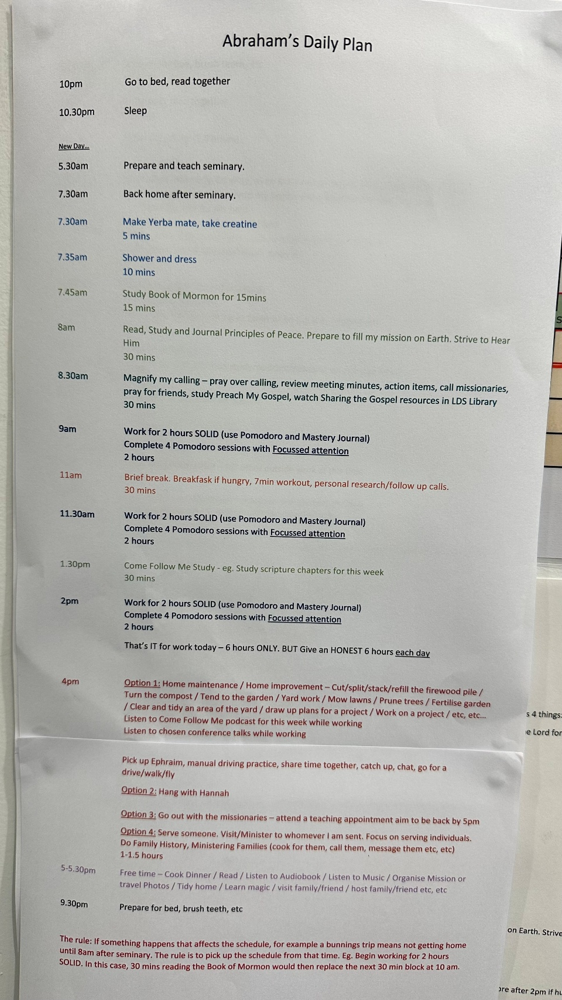 Abraham's Daily Plan
10pm Go to bed, read together
10.30pm Sleep
New Day...
5.30am Prepare and teach seminary.
7.30am Back home after seminary.
7.30am Make Yerba mate, take creatine
5 mins
7.35am Shower and dress
10 mins
7.45am Study Book of Mormon for 15mins
15 mins
8am Read, Study and Journal Principles of Peace. Prepare to fill my mission on Earth. Strive to Hear
Him
30 mins
8.30am Magnify my calling – pray over calling, review meeting minutes, action items, call missionaries,
pray for friends, study Preach My Gospel, watch Sharing the Gospel resources in LDS Library
30 mins
9am Work for 2 hours SOLID (use Pomodoro and Mastery Journal)
Complete 4 Pomodoro sessions with Focussed attention
2 hours
11am Brief break. Breakfask if hungry, 7min workout, personal research/follow up calls.
30 mins
11.30am Work for 2 hours SOLID (use Pomodoro and Mastery Journal)
Complete 4 Pomodoro sessions with Focussed attention
2 hours
1.30pm Come Follow Me Study - eg. Study scripture chapters for this week
30 mins
2pm Work for 2 hours SOLID (use Pomodoro and Mastery Journal)
Complete 4 Pomodoro sessions with Focussed attention
2 hours
That's IT for work today – 6 hours ONLY. BUT Give an HONEST 6 hours each day
4pm Option 1: Home maintenance / Home improvement – Cut/split/stack/refill the firewood pile /
Turn the compost / Tend to the garden / Yard work / Mow lawns / Prune trees / Fertilise garden
/ Clear and tidy an area of the yard / draw up plans for a project / Work on a project / etc, etc...
Listen to Come Follow Me podcast for this week while working
Listen to chosen conference talks while working
Pick up Ephraim, manual driving practice, share time together, catch up, chat, go for a
drive/walk/fly
Option 2: Hang with Hannah
Option 3: Go out with the missionaries – attend a teaching appointment aim to be back by 5pm
Option 4: Serve someone. Visit/Minister to whomever I am sent. Focus on serving individuals.
Do Family History, Ministering Families (cook for them, call them, message them etc, etc)
1-1.5 hours
5-5.30pm Free time – Cook Dinner / Read / Listen to Audiobook / Listen to Music / Organise Mission or
travel Photos / Tidy home / Learn magic / visit family/friend / host family/friend etc, etc
9.30pm Prepare for bed, brush teeth, etc
The rule: If something happens that affects the schedule, for example a bunnings trip means not getting home
until 8am after seminary. The rule is to pick up the schedule from that time. Eg. Begin working for 2 hours
SOLID. In this case, 30 mins reading the Book of Mormon would then replace the next 30 min block at 10 am.
s 4 things:
e Lord for
on Earth. Strive
ore after 2pm if hu